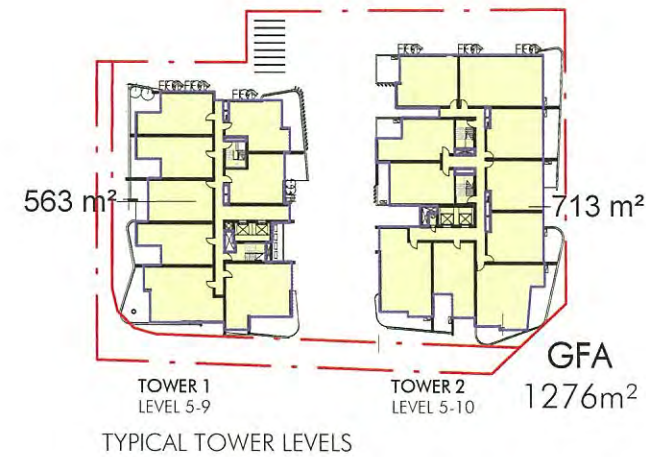 563 m²
713 m²
GFA
1276m²
TOWER 1
LEVEL 5-9
TOWER 2
LEVEL 5-10
TYPICAL TOWER LEVELS